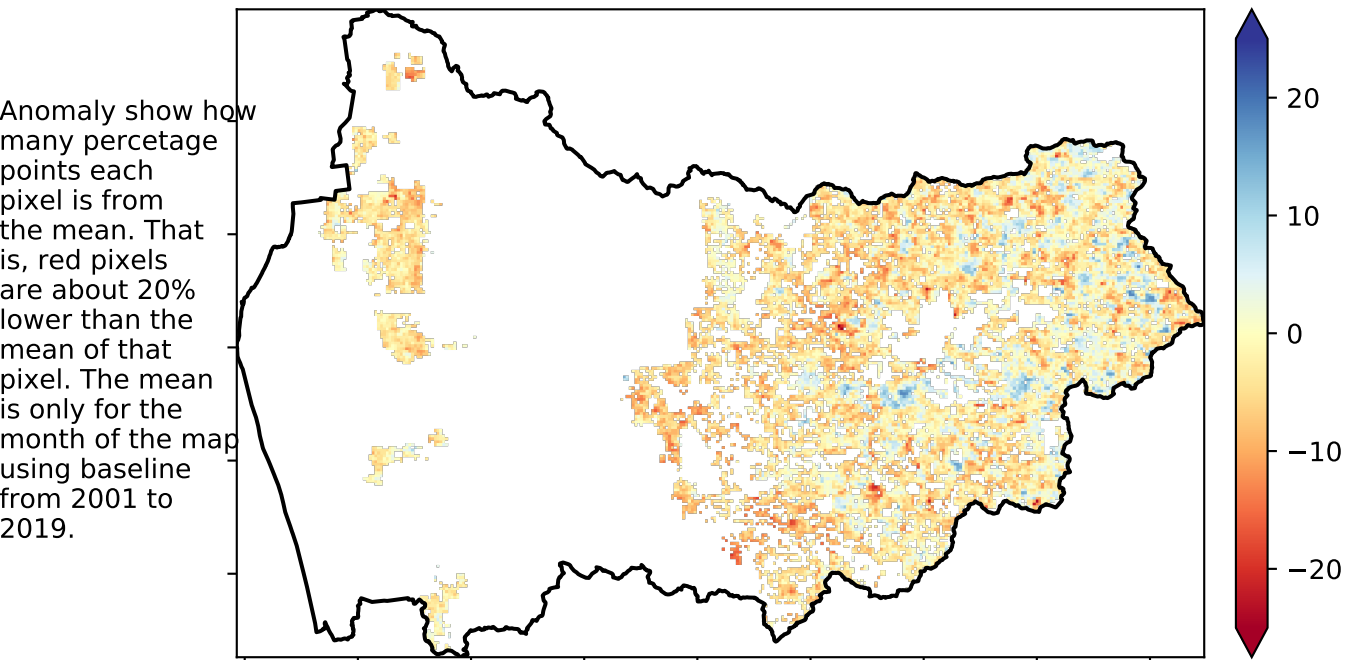 Anomaly show how
many percetage
points each
pixel is from
the mean. That
is, red pixels
are about 20%
lower than the
mean of that
pixel. The mean
is only for the
month of the map
using baseline
from 2001 to
2019.
20
10
0
−10
−20